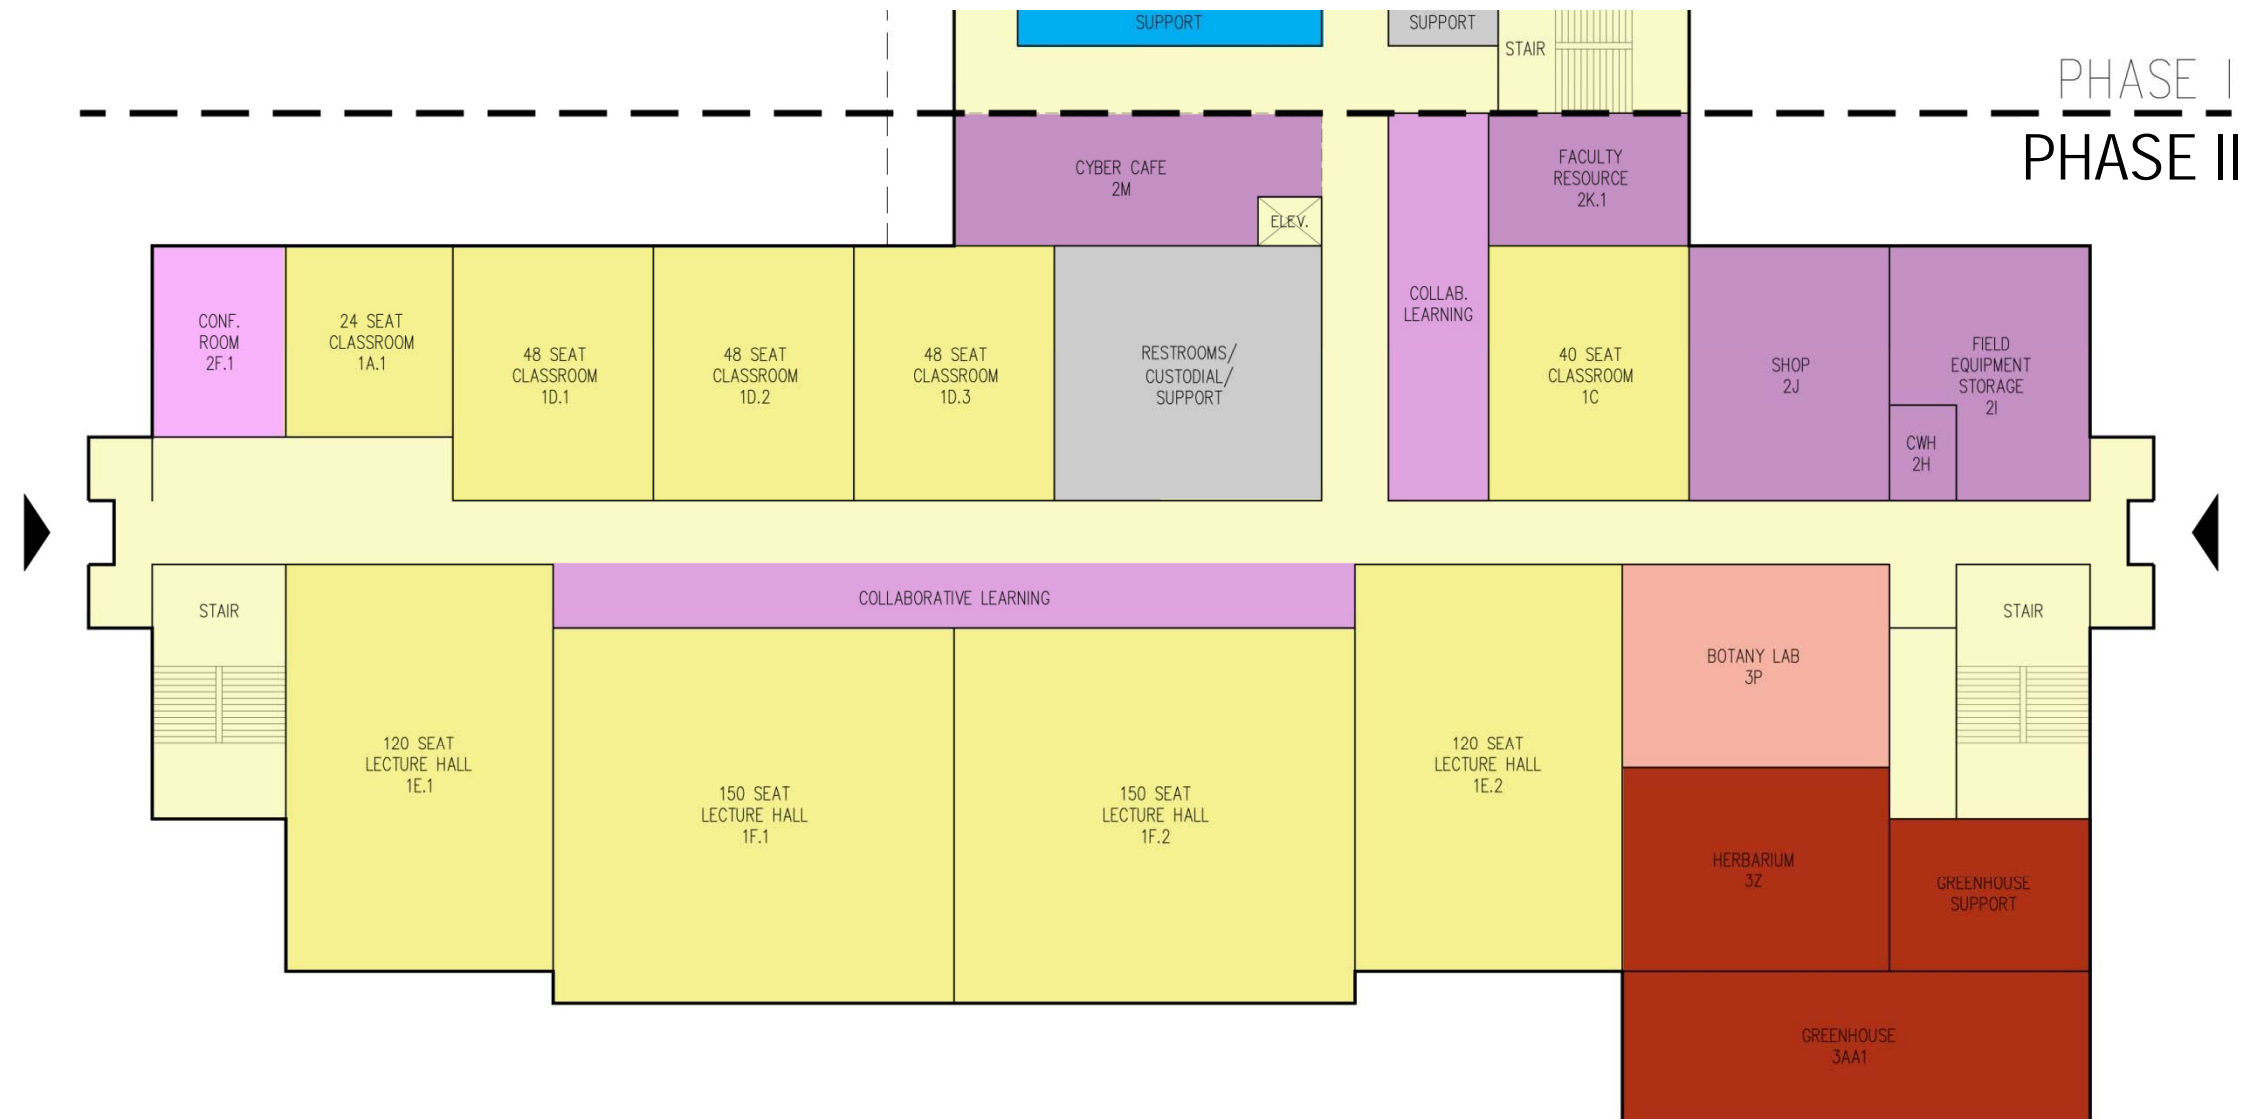 SUPPORT
SUPPORT
STAIR
PHASE I
PHASE II
CYBER CAFE
2M
ELEV.
FACULTY
RESOURCE
2K.1
CONF.
ROOM
2F.1
24 SEAT
CLASSROOM
1A.1
48 SEAT
CLASSROOM
1D.1
48 SEAT
CLASSROOM
1D.2
48 SEAT
CLASSROOM
1D.3
RESTROOMS/
CUSTODIAL/
SUPPORT
COLLAB.
LEARNING
40 SEAT
CLASSROOM
1C
SHOP
2J
FIELD
EQUIPMENT
STORAGE
2I
CWH
2H
STAIR
COLLABORATIVE LEARNING
STAIR
120 SEAT
LECTURE HALL
1E.1
150 SEAT
LECTURE HALL
1F.1
150 SEAT
LECTURE HALL
1F.2
120 SEAT
LECTURE HALL
1E.2
BOTANY LAB
3P
HERBARIUM
3Z
GREENHOUSE
SUPPORT
GREENHOUSE
3AA1